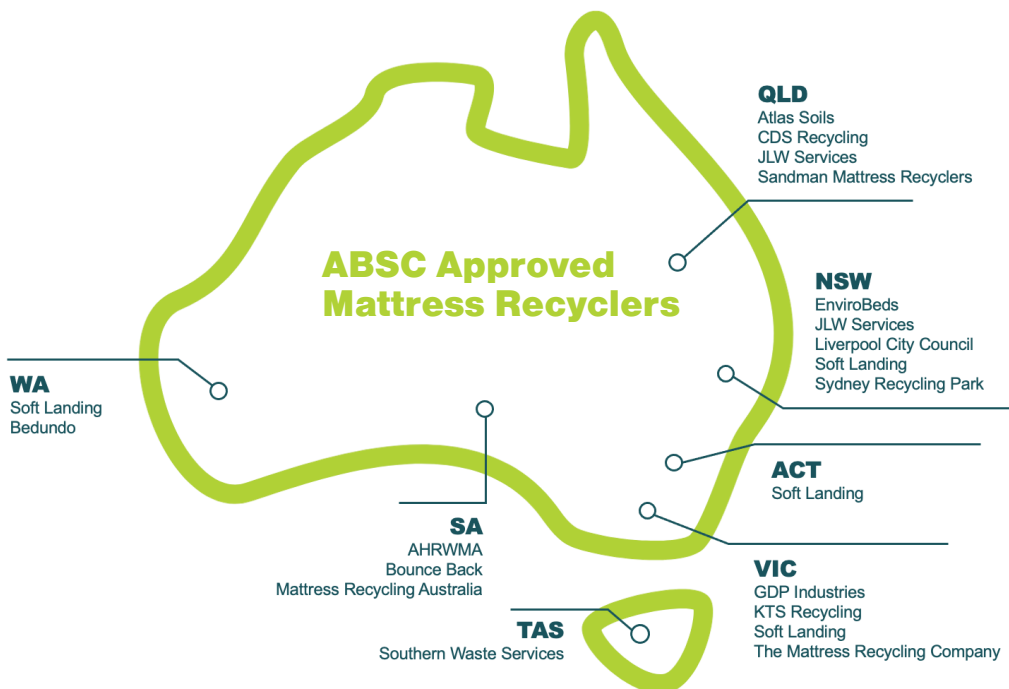 QLD
Atlas Soils
CDS Recycling
JLW Services
Sandman Mattress Recyclers
ABSC Approved
Mattress Recyclers
NSW
EnviroBeds
JLW Services
Liverpool City Council
Soft Landing
Sydney Recycling Park
WA
Soft Landing
Bedundo
ACT
Soft Landing
SA
AHRWMA
Bounce Back
Mattress Recycling Australia
VIC
GDP Industries
KTS Recycling
Soft Landing
The Mattress Recycling Company
TAS
Southern Waste Services